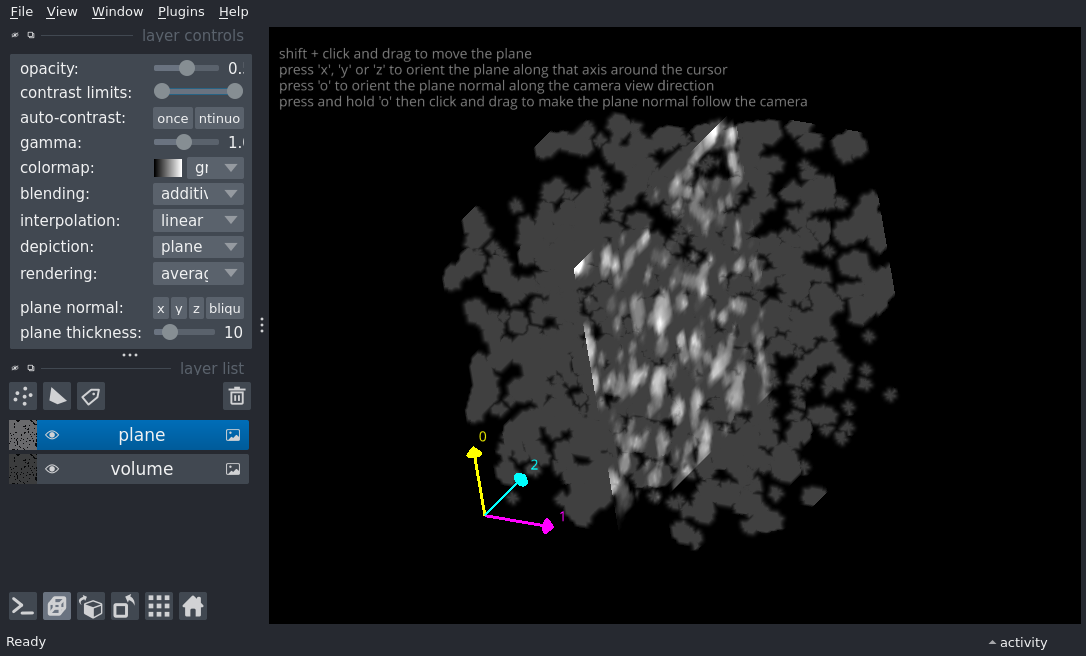 File View Window Plugins Help
layer controls
opacity: 0.
contrast limits:
auto-contrast: once ntinuo
gamma: 1.
colormap: gr
blending: additiv
interpolation: linear
depiction: plane
rendering: averag
plane normal: x y z bliqu
plane thickness: 10
layer list
plane
volume
Ready
shift + click and drag to move the plane
press 'x', 'y' or 'z' to orient the plane along that axis around the cursor
press 'o' to orient the plane normal along the camera view direction
press and hold 'o' then click and drag to make the plane normal follow the camera
0
2
1
activity